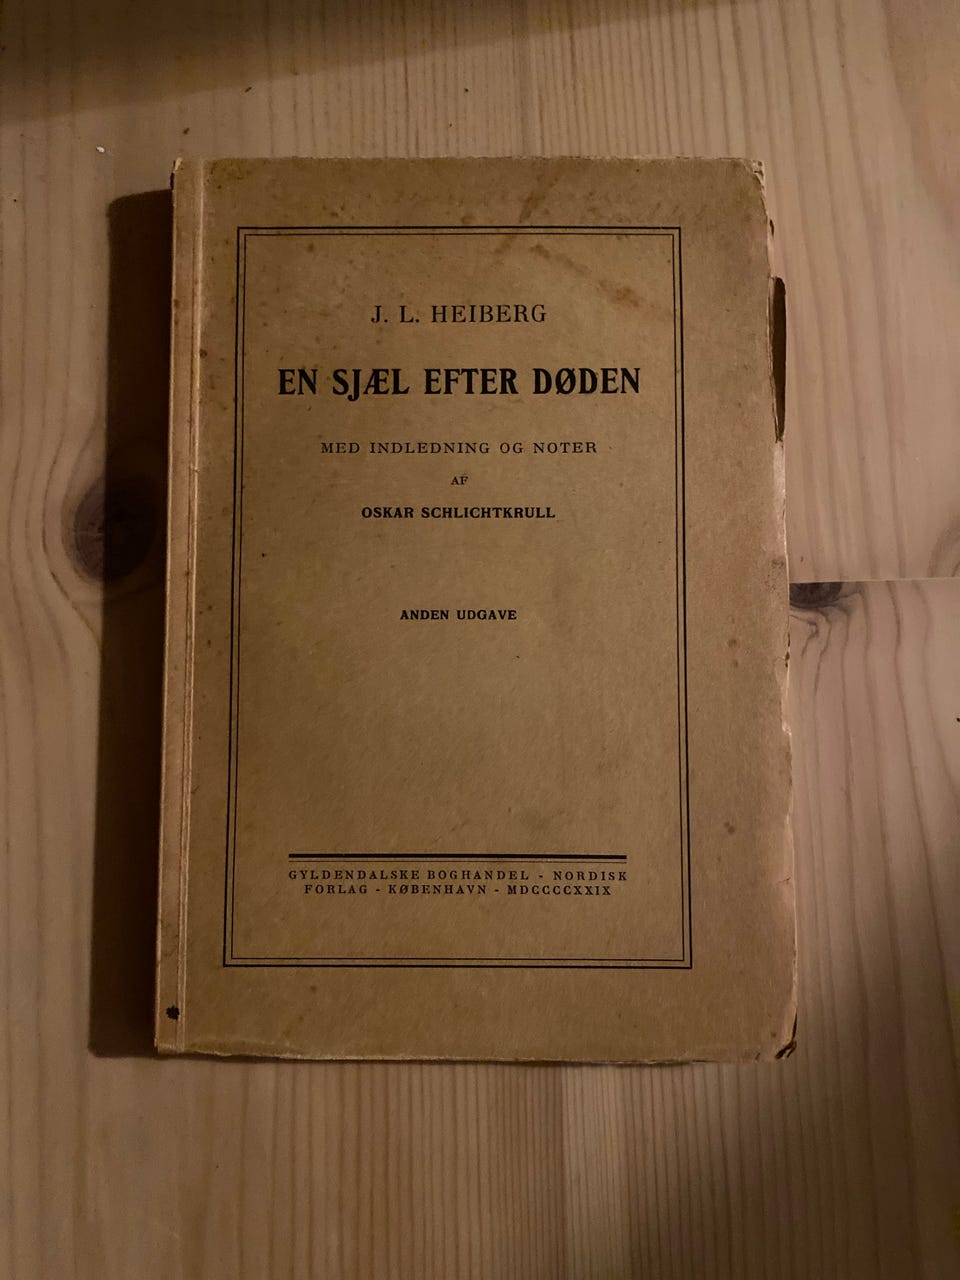 J. L. HEIBERG
EN SJÆL EFTER DØDEN
MED INDLEDNING OG NOTER
AF
OSKAR SCHLICHTKRULL
ANDEN UDGAVE
GYLDENDALSKE BOGHANDEL - NORDISK
FORLAG - KØBENHAVN - MDCCCCXXIX